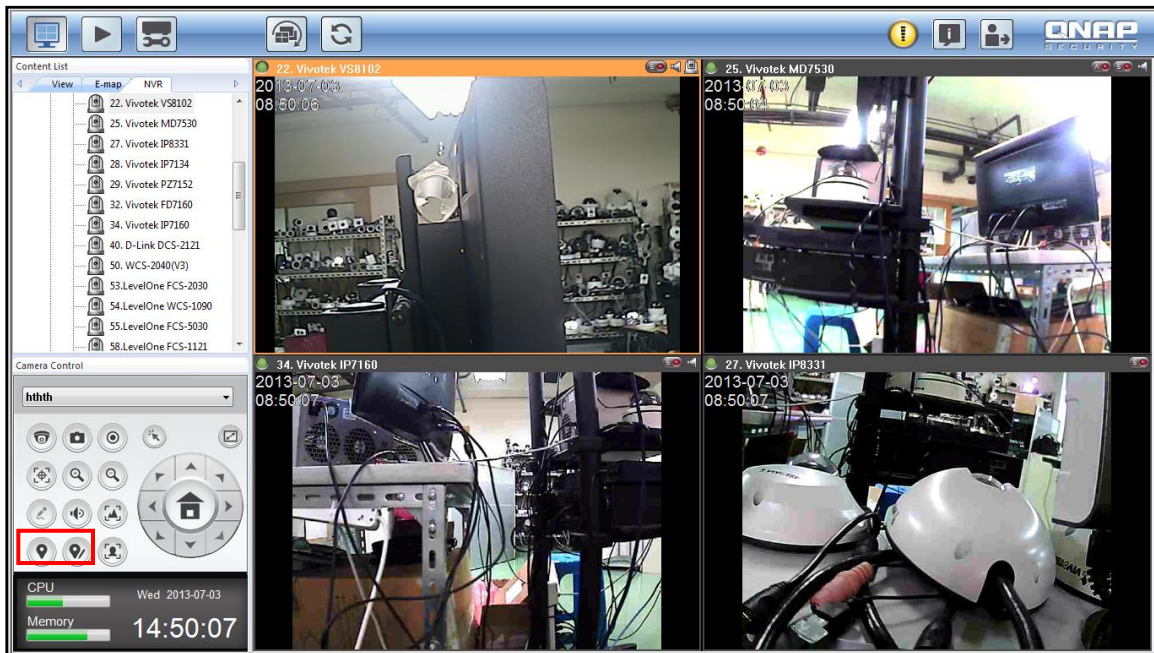 QNAP
SECURITY
Content List
View E-map NVR
22. Vivotek VS8102
25. Vivotek MD7530
27. Vivotek IP8331
28. Vivotek IP7134
29. Vivotek PZ7152
32. Vivotek FD7160
34. Vivotek IP7160
40. D-Link DCS-2121
50. WCS-2040(V3)
53.LevelOne FCS-2030
54.LevelOne WCS-1090
55.LevelOne FCS-5030
58.LevelOne FCS-1121
Camera Control
hthth
CPU
Wed 2013-07-03
Memory
14:50:07
22. Vivotek VS8102
2013-07-03
08:50:06
25. Vivotek MD7530
2013-07-03
08:50:04
34. Vivotek IP7160
2013-07-03
08:50:07
27. Vivotek IP8331
2013-07-03
08:50:07